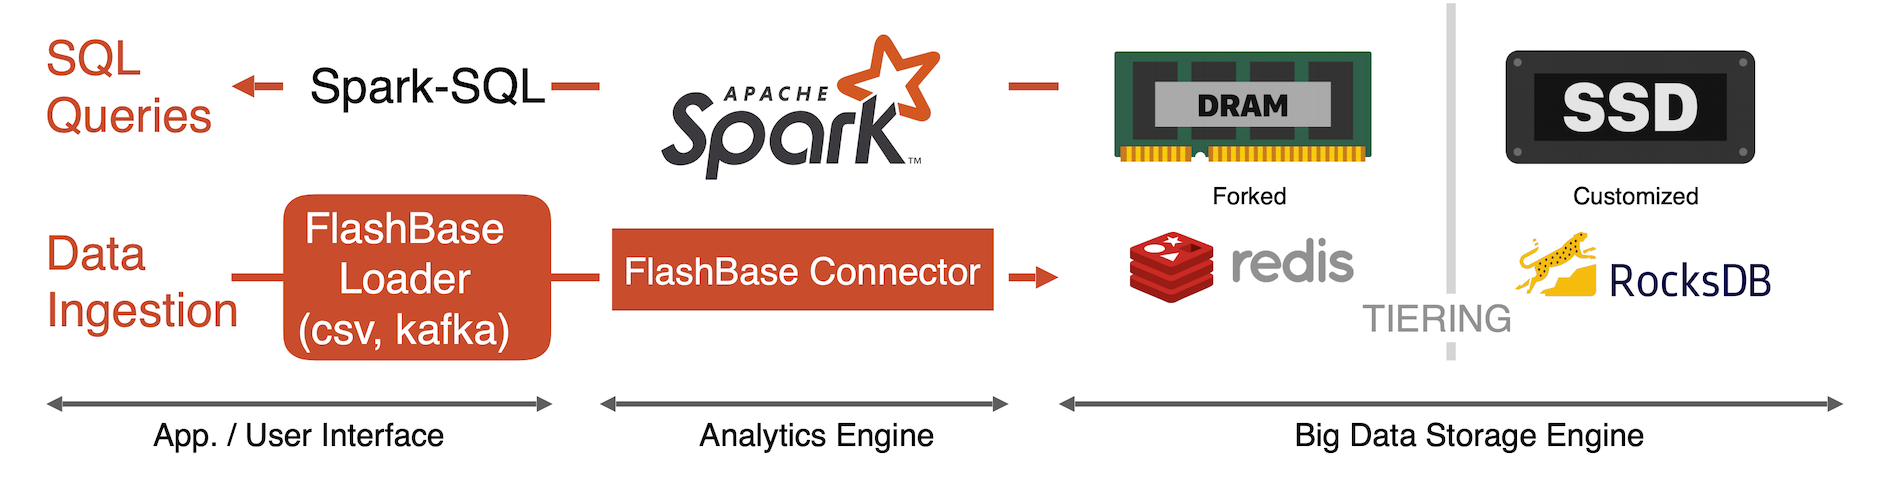 SQL
Queries
Spark-SQL
APACHE
Spark™
DRAM
SSD
Forked
Customized
Data
Ingestion
FlashBase
Loader
(csv, kafka)
FlashBase Connector
redis
RocksDB
TIERING
App. / User Interface
Analytics Engine
Big Data Storage Engine